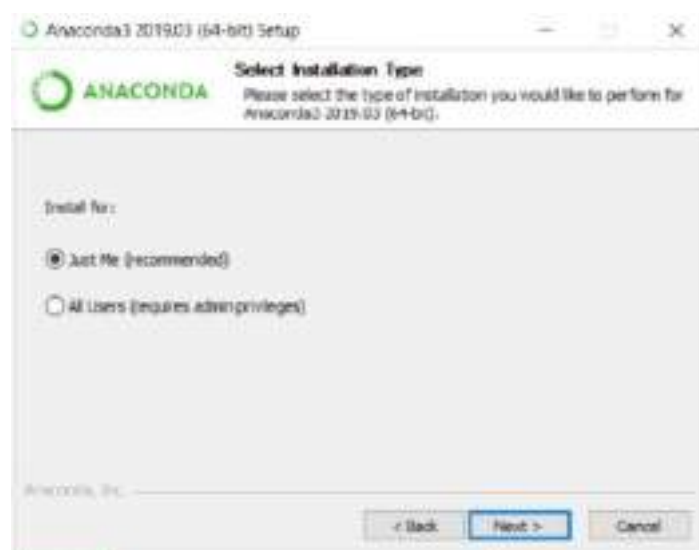 Anaconda3 2019.03 (64-bit) Setup
ANACONDA
Select Installation Type
Please select the type of installation you would like to perform for
Anaconda3 2019.03 (64-bit).
Install for:
Just Me (recommended)
All Users (requires admin privileges)
Anaconda, Inc.
< Back
Next >
Cancel